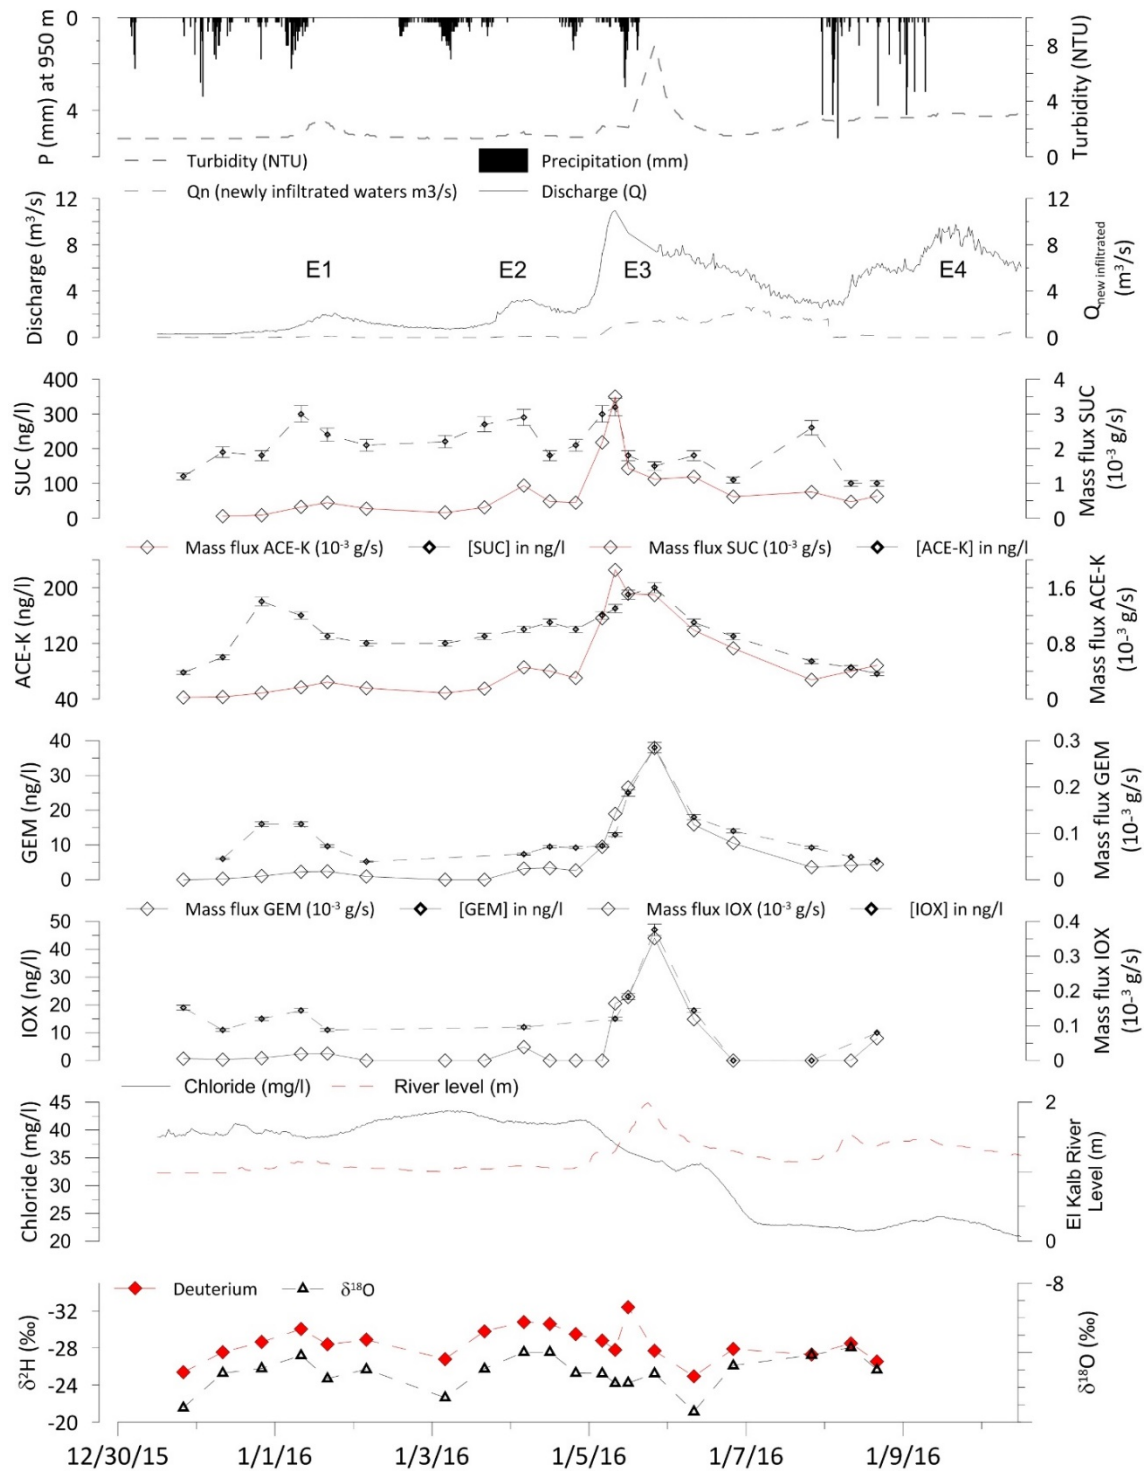 P (mm) at 950 m
0
4
8
4
0
Turbidity (NTU)
Turbidity (NTU)
Precipitation (mm)
Qn (newly infiltrated waters m3/s)
Discharge (Q)
Discharge (m³/s)
12
8
4
0
E1
E2
E3
E4
12
8
4
0
Qnew infiltrated
(m³/s)
SUC (ng/l)
400
300
200
100
0
4
3
2
1
0
Mass flux SUC
(10⁻³ g/s)
Mass flux ACE-K (10⁻³ g/s)
[SUC] in ng/l
Mass flux SUC (10⁻³ g/s)
[ACE-K] in ng/l
ACE-K (ng/l)
200
120
40
1.6
0.8
0
Mass flux ACE-K
(10⁻³ g/s)
GEM (ng/l)
40
30
20
10
0
0.3
0.2
0.1
0
Mass flux GEM
(10⁻³ g/s)
Mass flux GEM (10⁻³ g/s)
[GEM] in ng/l
Mass flux IOX (10⁻³ g/s)
[IOX] in ng/l
IOX (ng/l)
50
40
30
20
10
0
0.4
0.3
0.2
0.1
0
Mass flux IOX
(10⁻³ g/s)
Chloride (mg/l)
River level (m)
Chloride (mg/l)
45
40
35
30
25
20
2
1
0
El Kalb River
Level (m)
Deuterium
δ¹⁸O
δ²H (‰)
-32
-28
-24
-20
-8
δ¹⁸O (‰)
12/30/15
1/1/16
1/3/16
1/5/16
1/7/16
1/9/16